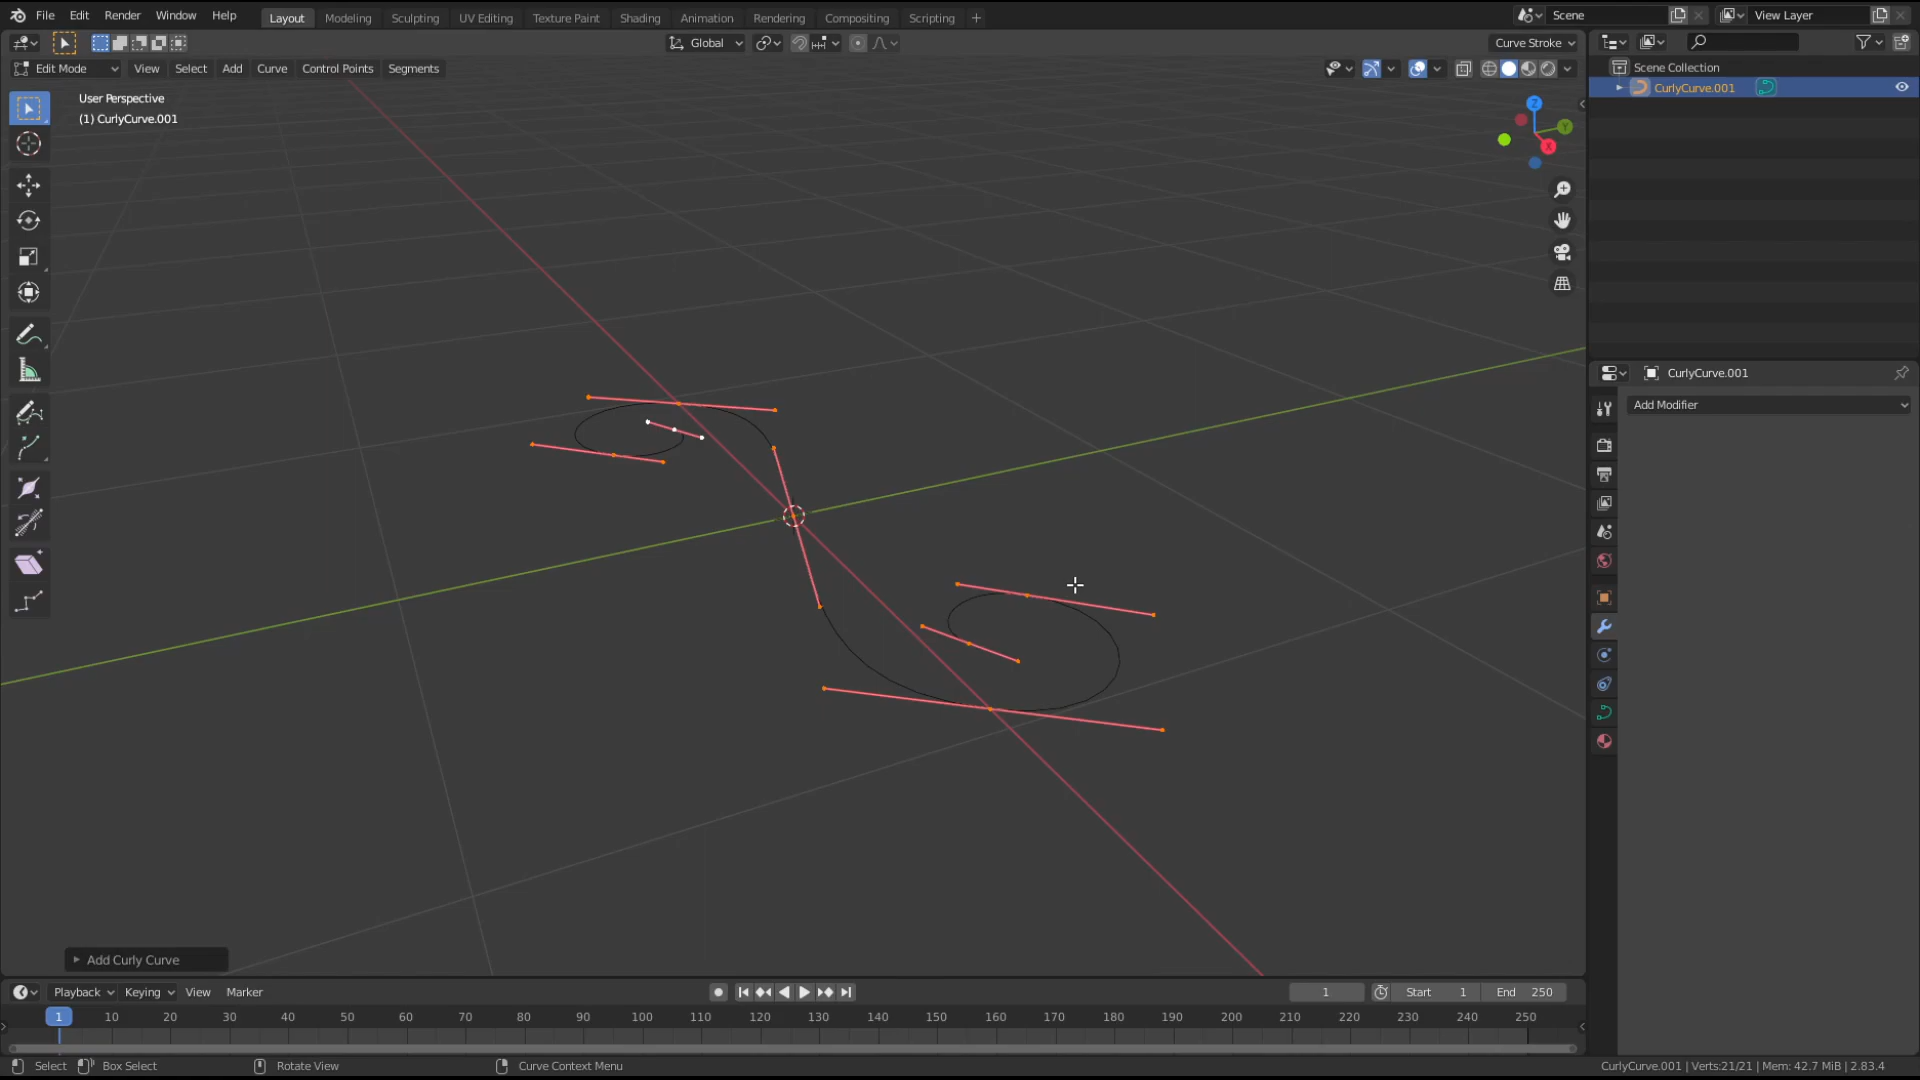 File Edit Render Window Help Layout Modeling Sculpting UV Editing Texture Paint Shading Animation Rendering Compositing Scripting + Scene View Layer
Global Curve Stroke
Edit Mode View Select Add Curve Control Points Segments
Scene Collection
CurlyCurve.001
User Perspective
(1) CurlyCurve.001
Z
Y
X
CurlyCurve.001
Add Modifier
Add Curly Curve
Playback Keying View Marker 1 Start 1 End 250
1 10 20 30 40 50 60 70 80 90 100 110 120 130 140 150 160 170 180 190 200 210 220 230 240 250
Select Box Select Rotate View Curve Context Menu CurlyCurve.001 | Verts:21/21 | Mem: 42.7 MiB | 2.83.4